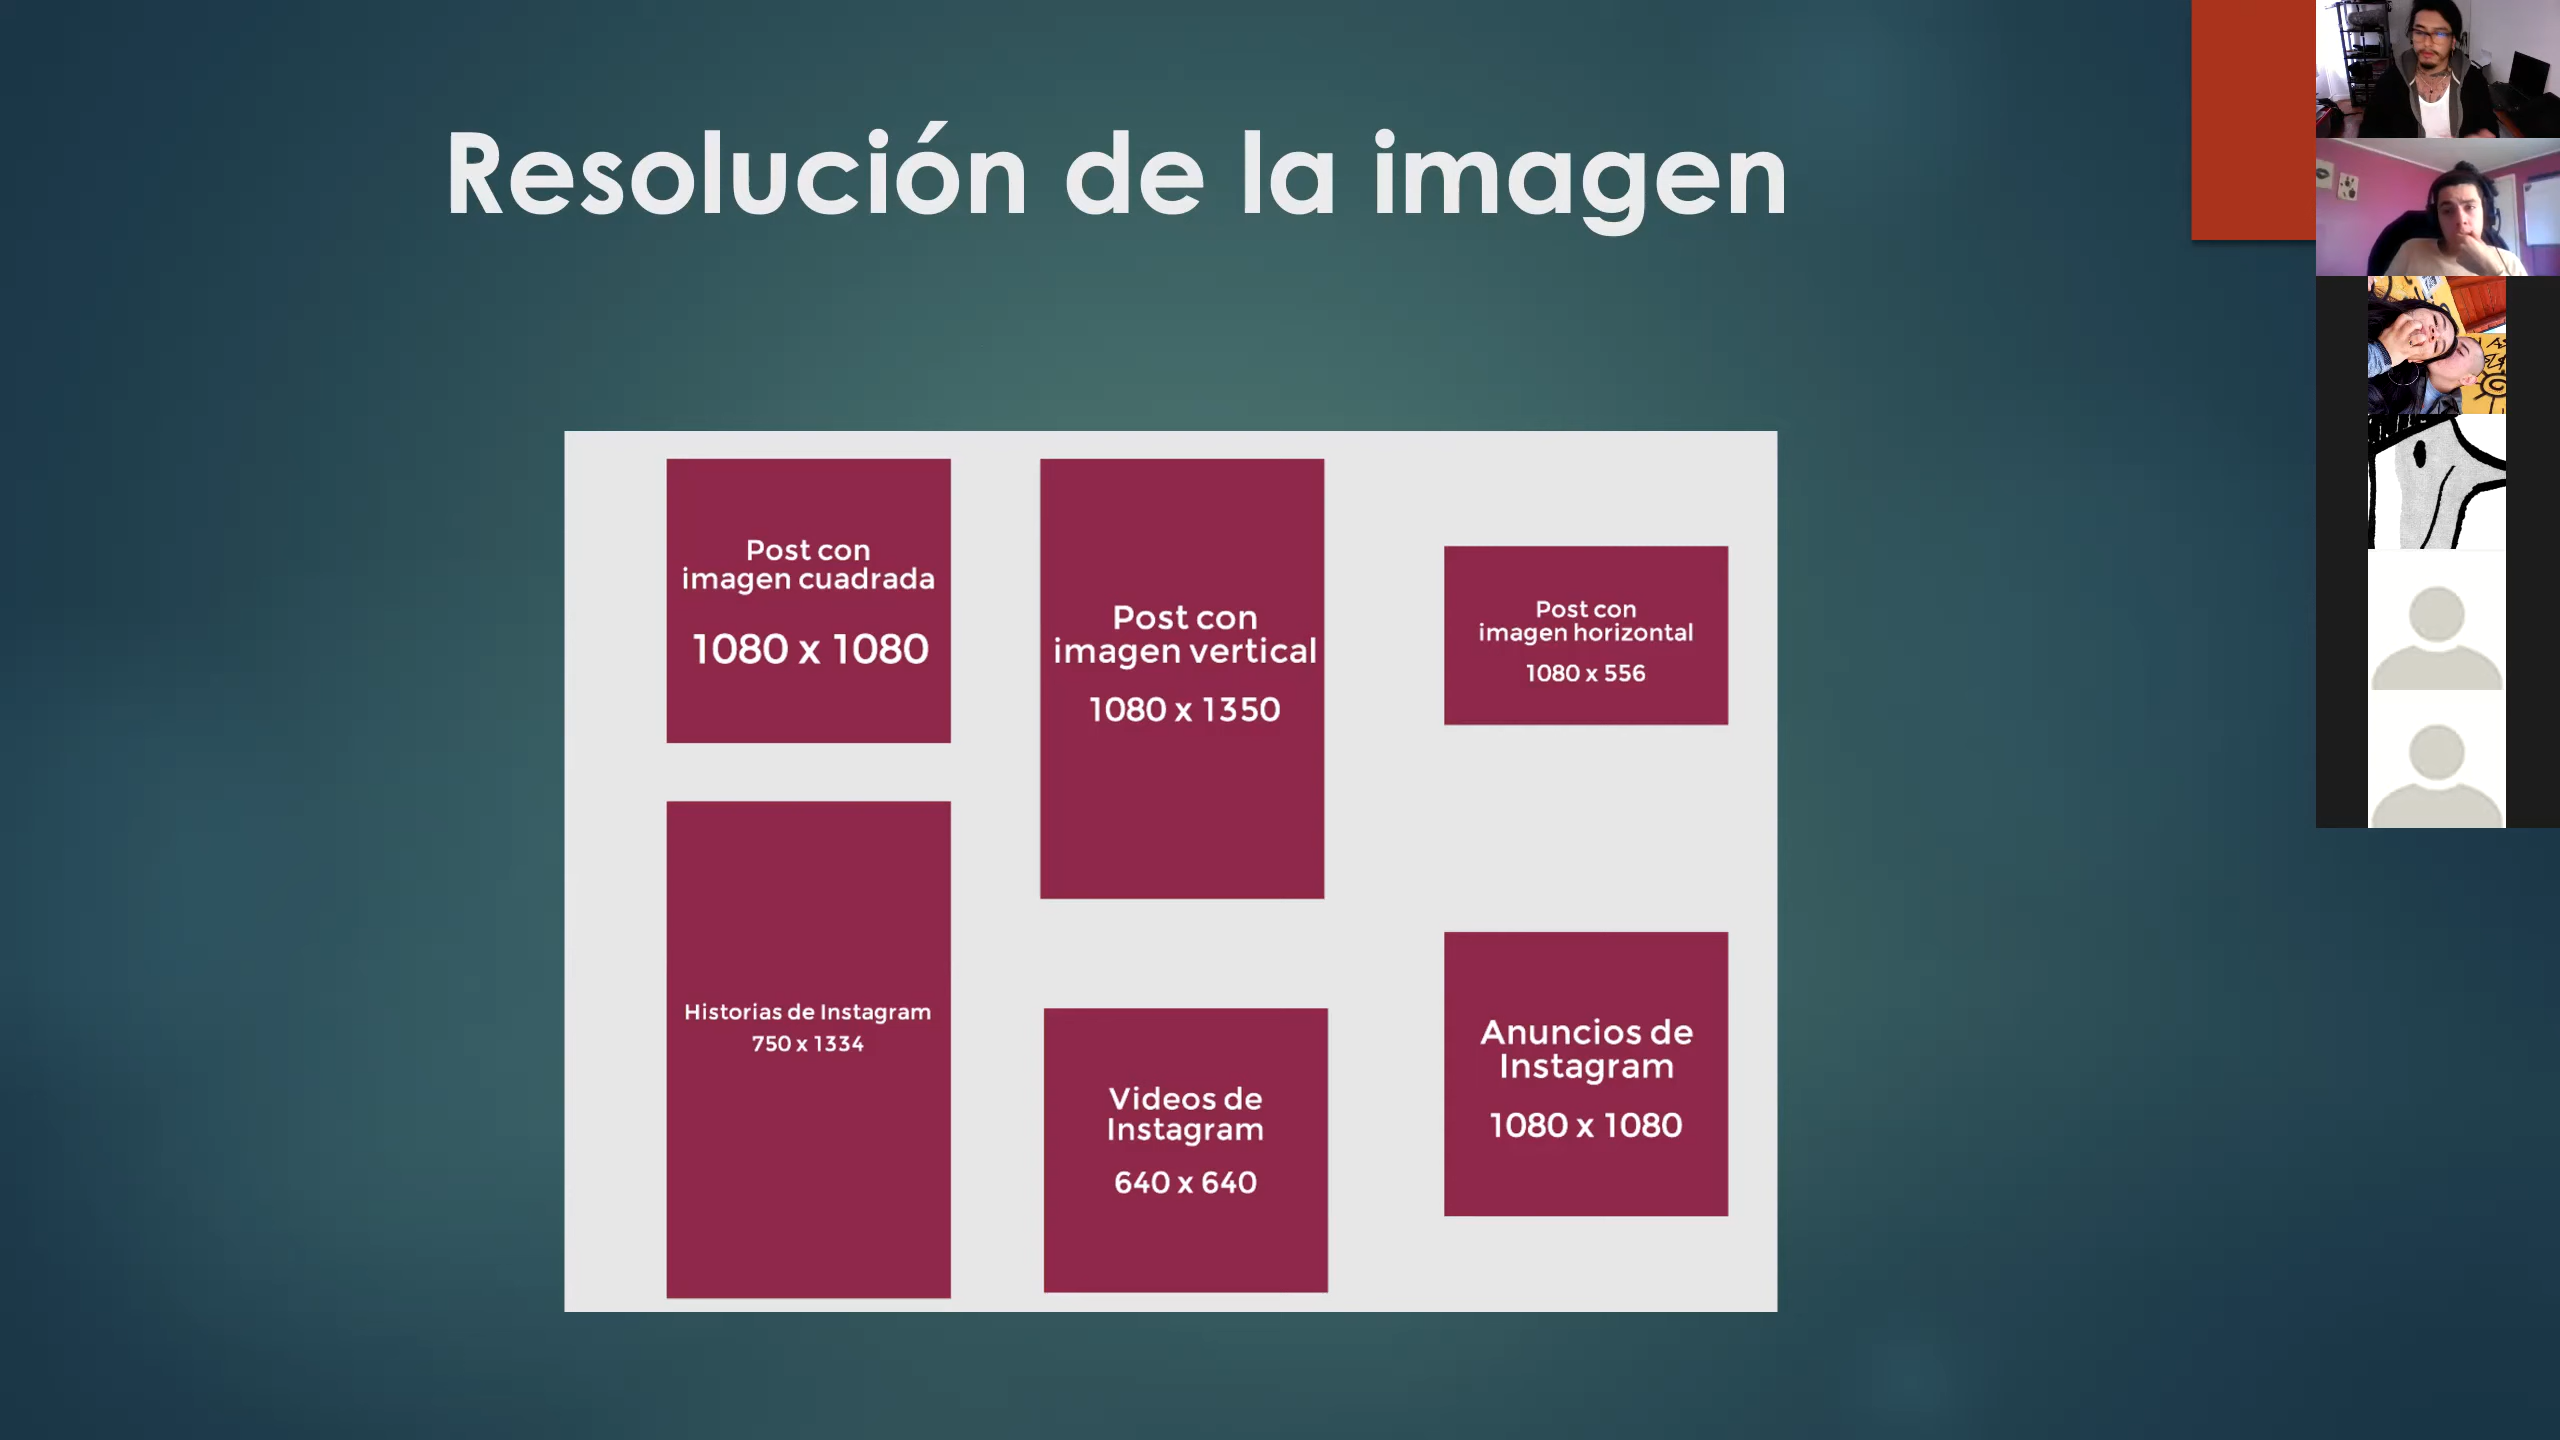 Resolución de la imagen
Post con
imagen cuadrada
1080 x 1080
Post con
imagen vertical
1080 x 1350
Post con
imagen horizontal
1080 x 556
Historias de Instagram
750 x 1334
Videos de
Instagram
640 x 640
Anuncios de
Instagram
1080 x 1080